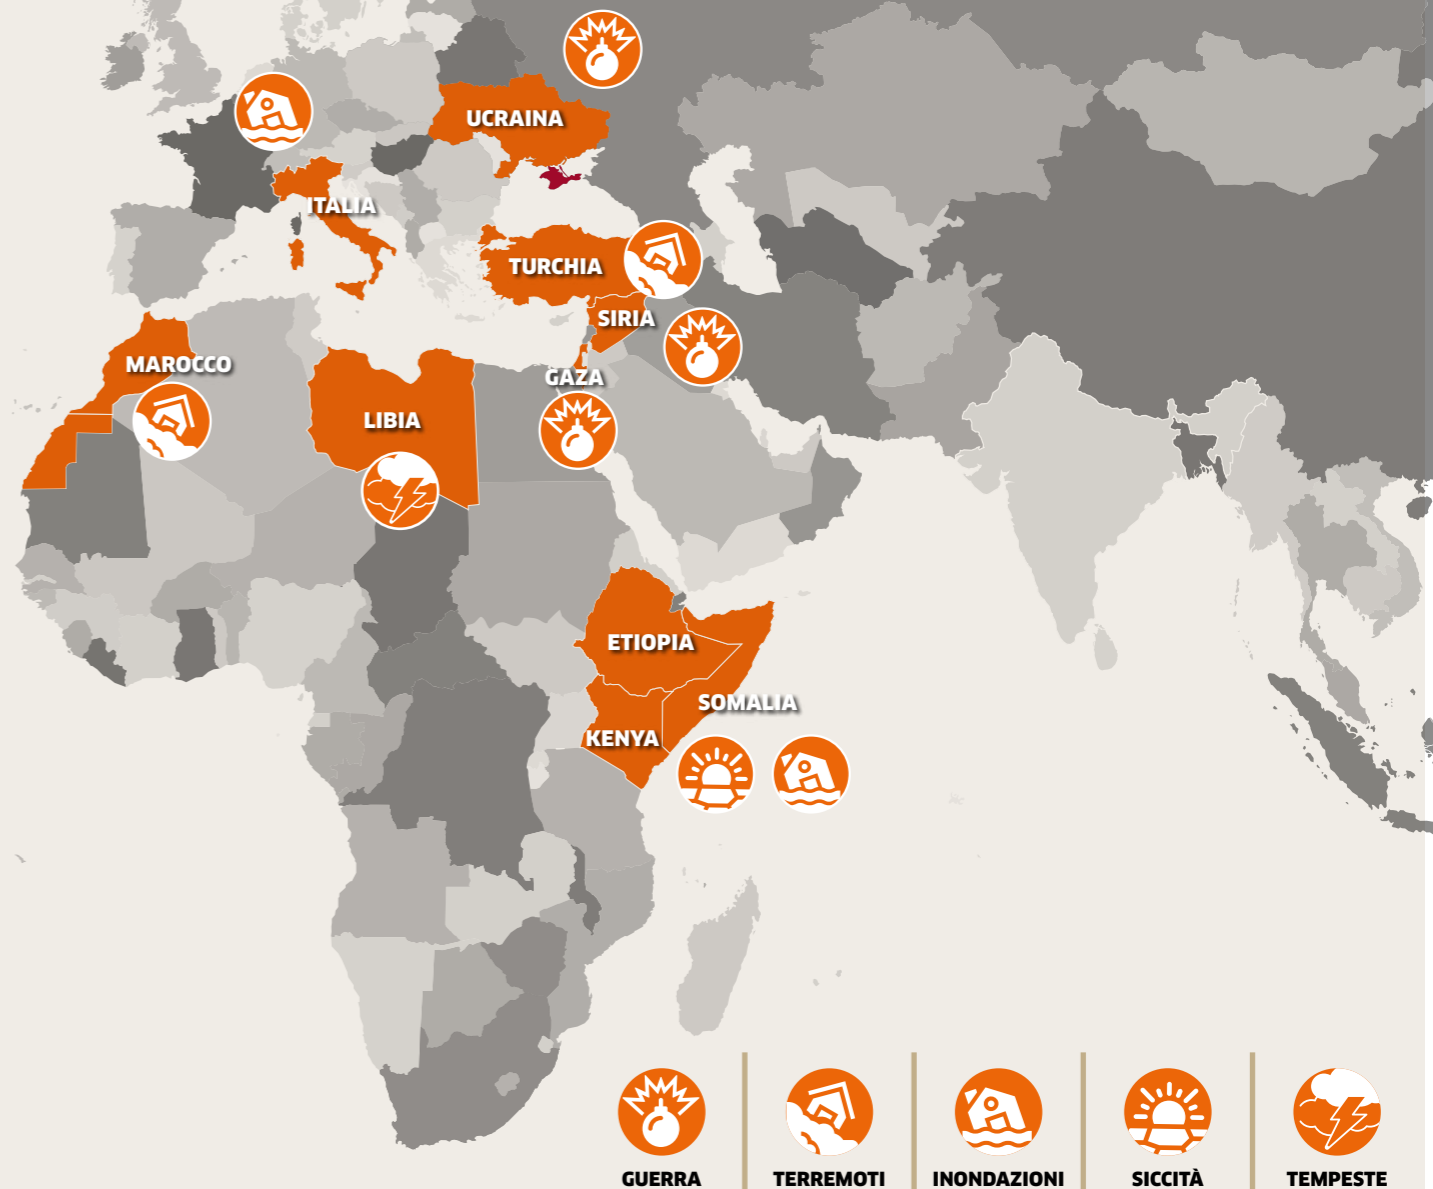 UCRAINA
ITALIA
TURCHIA
SIRIA
MAROCCO
GAZA
LIBIA
ETIOPIA
SOMALIA
KENYA
GUERRA
TERREMOTI
INONDAZIONI
SICCITÀ
TEMPESTE